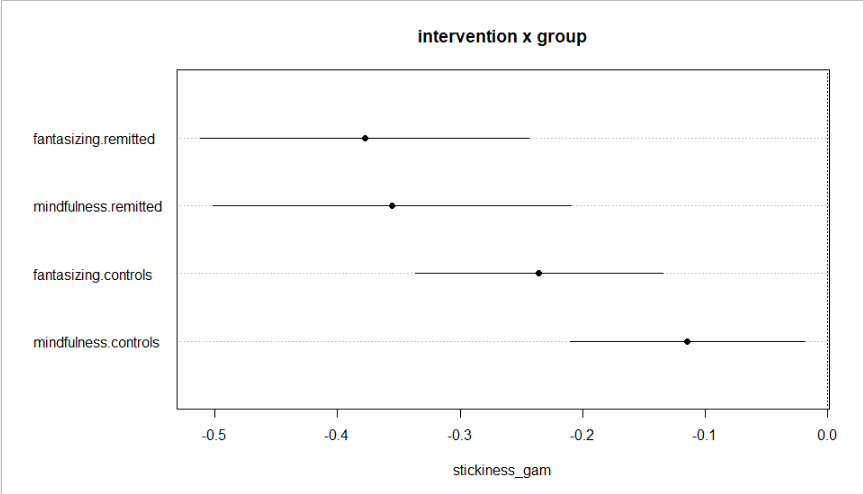 intervention x group
fantasizing.remitted
mindfulness.remitted
fantasizing.controls
mindfulness.controls
-0.5 -0.4 -0.3 -0.2 -0.1 0.0
stickiness_gam